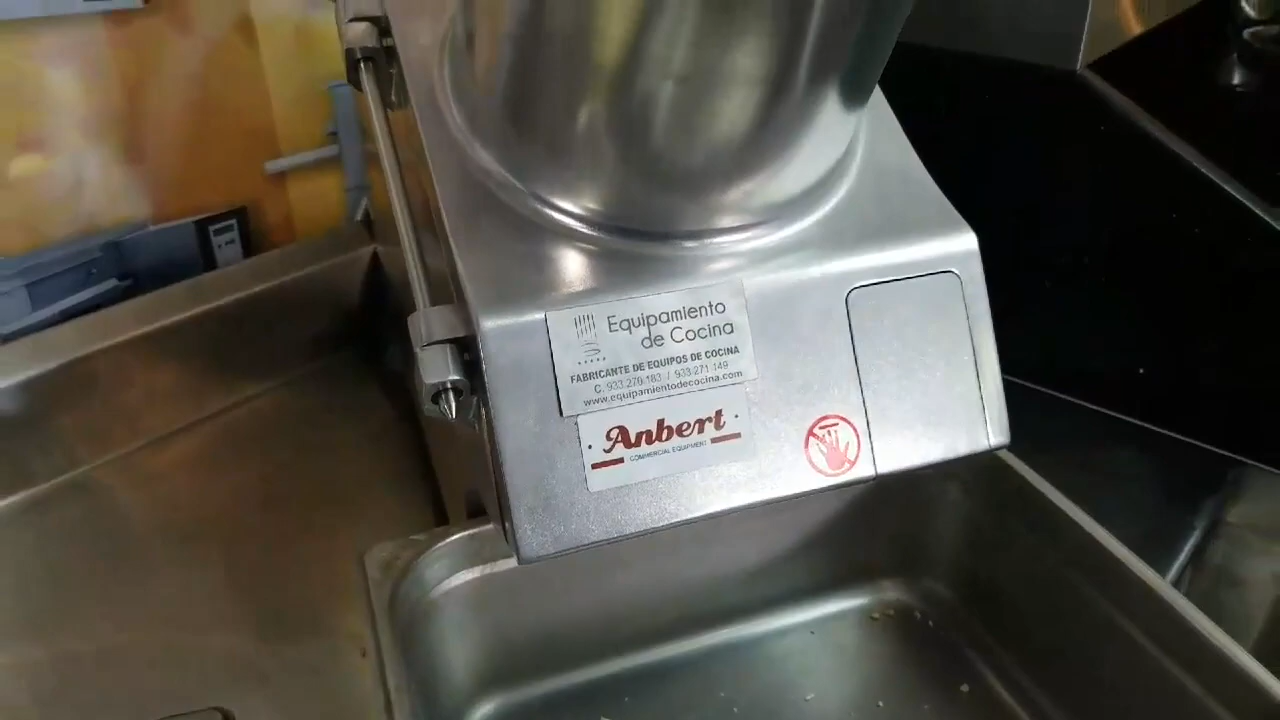 Equipamiento
de Cocina
FABRICANTE DE EQUIPOS DE COCINA
C. 933 270 183 / 933 271 149
www.equipamientodecocina.com
Anbert
COMMERCIAL EQUIPMENT